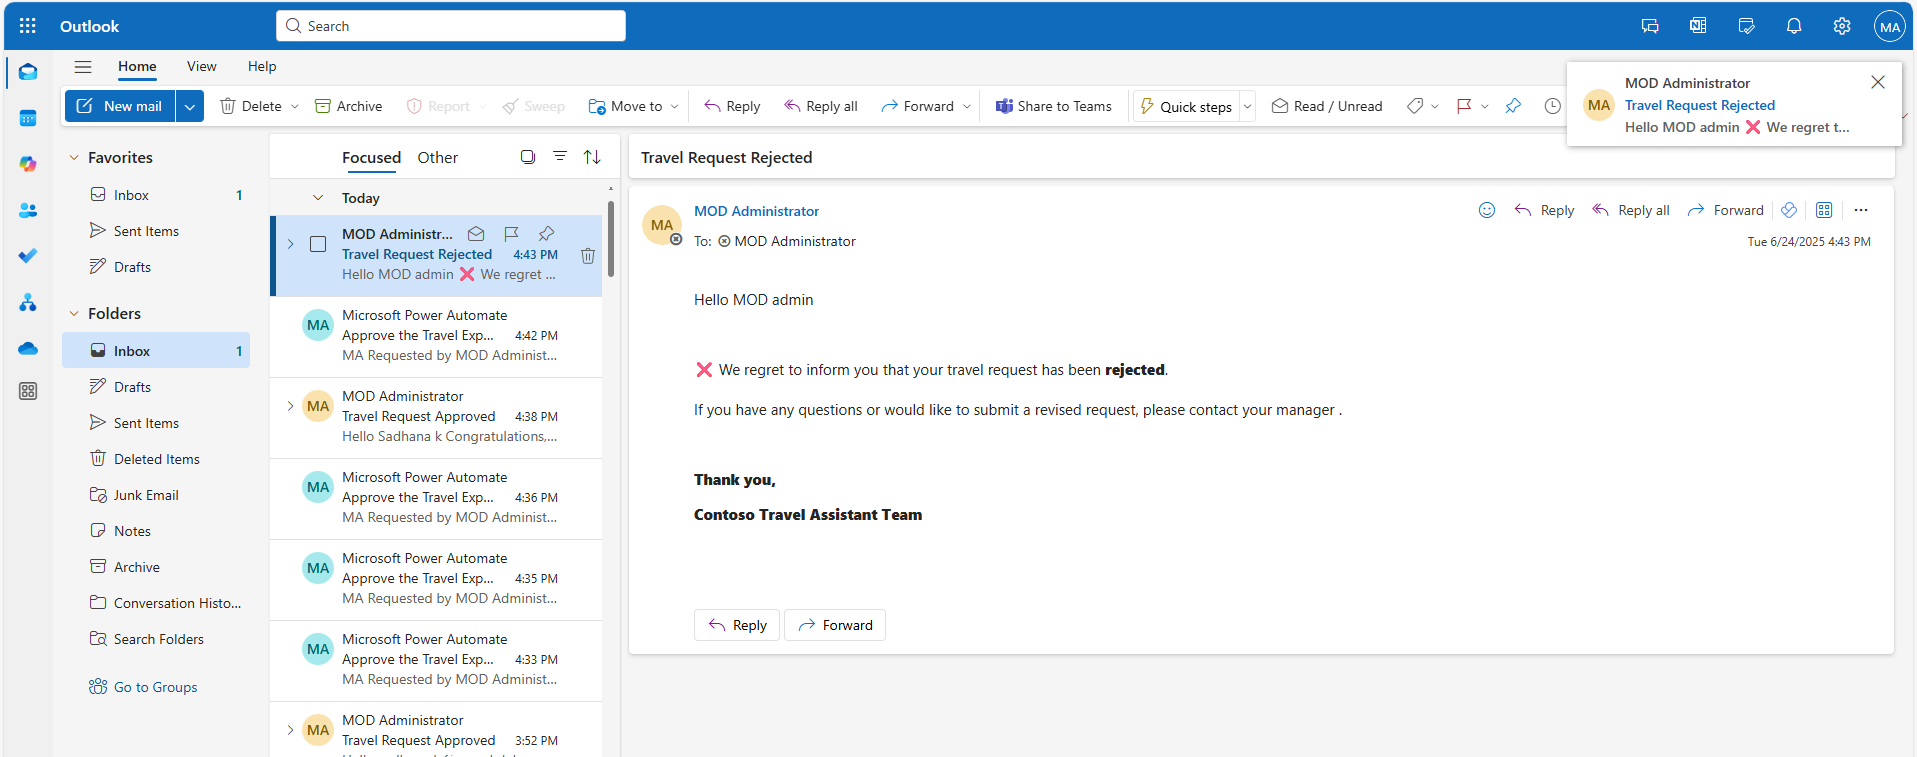 Outlook
Search
MA
Home
View
Help
New mail
Delete
Archive
Report
Sweep
Move to
Reply
Reply all
Forward
Share to Teams
Quick steps
Read / Unread
MOD Administrator
MA
Travel Request Rejected
Hello MOD admin ❌ We regret t...
Favorites
Inbox 1
Sent Items
Drafts
Folders
Inbox 1
Drafts
Sent Items
Deleted Items
Junk Email
Notes
Archive
Conversation Histo...
Search Folders
Go to Groups
Focused
Other
Today
MOD Administr...
Travel Request Rejected 4:43 PM
Hello MOD admin ❌ We regret ...
MA
Microsoft Power Automate
Approve the Travel Exp... 4:42 PM
MA Requested by MOD Administ...
MA
MOD Administrator
Travel Request Approved 4:38 PM
Hello Sadhana k Congratulations,...
MA
Microsoft Power Automate
Approve the Travel Exp... 4:36 PM
MA Requested by MOD Administ...
MA
Microsoft Power Automate
Approve the Travel Exp... 4:35 PM
MA Requested by MOD Administ...
MA
Microsoft Power Automate
Approve the Travel Exp... 4:33 PM
MA Requested by MOD Administ...
MA
MOD Administrator
Travel Request Approved 3:52 PM
Travel Request Rejected
MA
MOD Administrator
To: MOD Administrator
Reply
Reply all
Forward
Tue 6/24/2025 4:43 PM
Hello MOD admin
❌ We regret to inform you that your travel request has been rejected.
If you have any questions or would like to submit a revised request, please contact your manager .
Thank you,
Contoso Travel Assistant Team
Reply
Forward